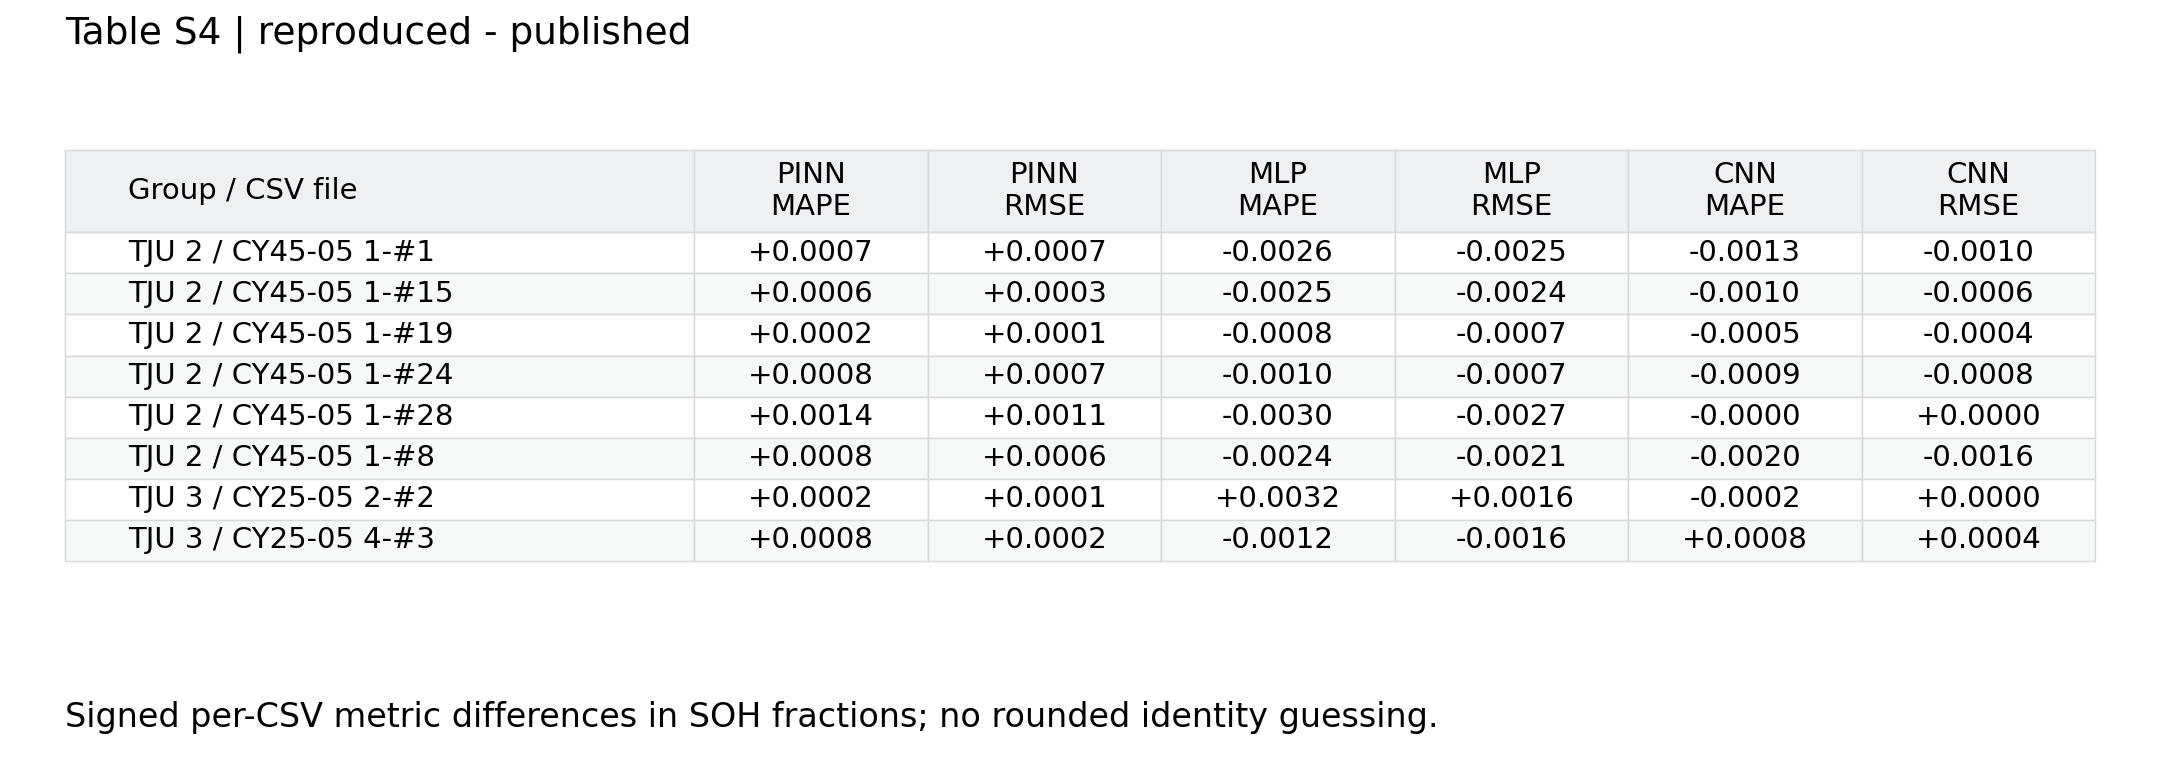 Table S4 | reproduced - published
Group / CSV file PINN MAPE PINN RMSE MLP MAPE MLP RMSE CNN MAPE CNN RMSE
TJU 2 / CY45-05 1-#1 +0.0007 +0.0007 -0.0026 -0.0025 -0.0013 -0.0010
TJU 2 / CY45-05 1-#15 +0.0006 +0.0003 -0.0025 -0.0024 -0.0010 -0.0006
TJU 2 / CY45-05 1-#19 +0.0002 +0.0001 -0.0008 -0.0007 -0.0005 -0.0004
TJU 2 / CY45-05 1-#24 +0.0008 +0.0007 -0.0010 -0.0007 -0.0009 -0.0008
TJU 2 / CY45-05 1-#28 +0.0014 +0.0011 -0.0030 -0.0027 -0.0000 +0.0000
TJU 2 / CY45-05 1-#8 +0.0008 +0.0006 -0.0024 -0.0021 -0.0020 -0.0016
TJU 3 / CY25-05 2-#2 +0.0002 +0.0001 +0.0032 +0.0016 -0.0002 +0.0000
TJU 3 / CY25-05 4-#3 +0.0008 +0.0002 -0.0012 -0.0016 +0.0008 +0.0004
Signed per-CSV metric differences in SOH fractions; no rounded identity guessing.